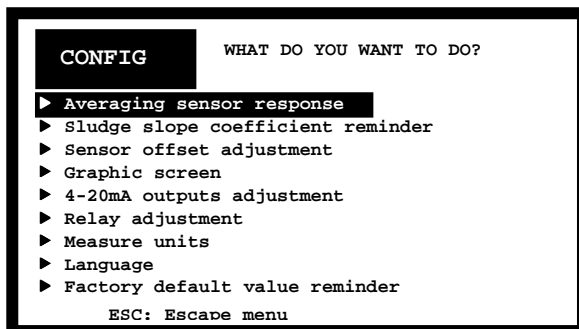 CONFIG
WHAT DO YOU WANT TO DO?
Averaging sensor response
Sludge slope coefficient reminder
Sensor offset adjustment
Graphic screen
4-20mA outputs adjustment
Relay adjustment
Measure units
Language
Factory default value reminder
ESC: Escape menu